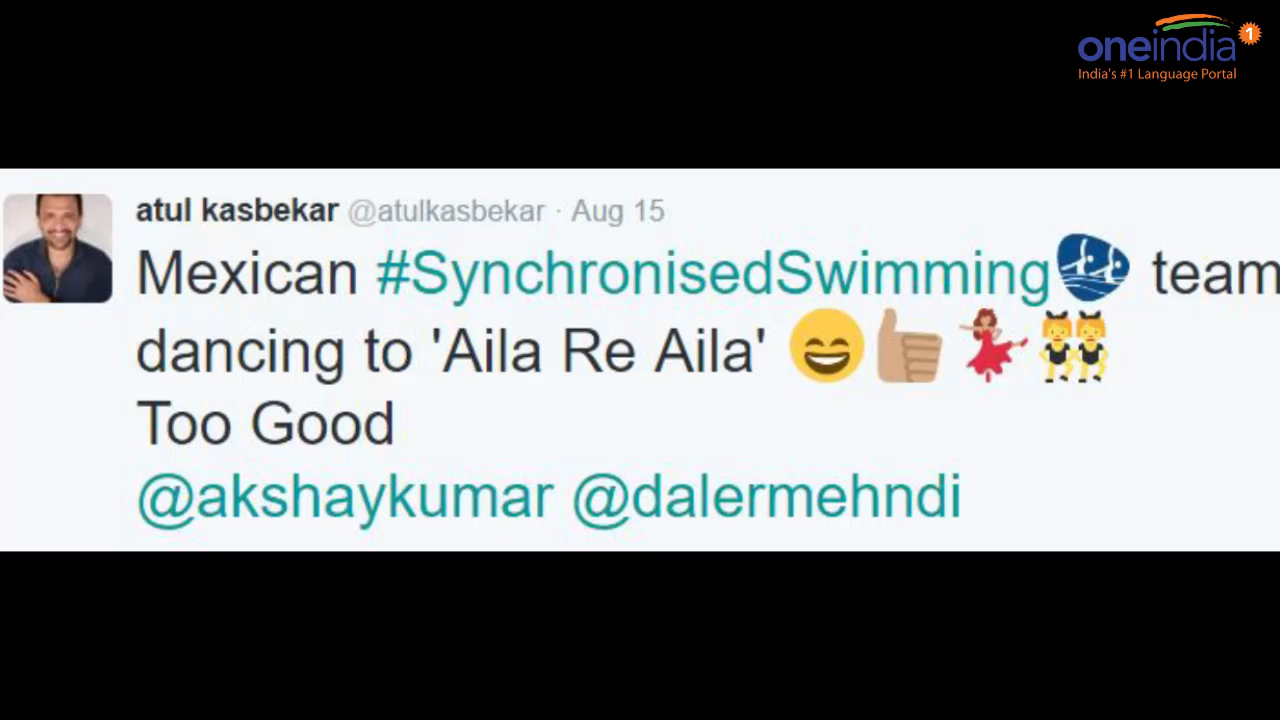 oneindia 1
India's #1 Language Portal
atul kasbekar @atulkasbekar · Aug 15
Mexican #SynchronisedSwimming team
dancing to 'Aila Re Aila' 😄👍🏽💃👯
Too Good
@akshaykumar @dalermehndi